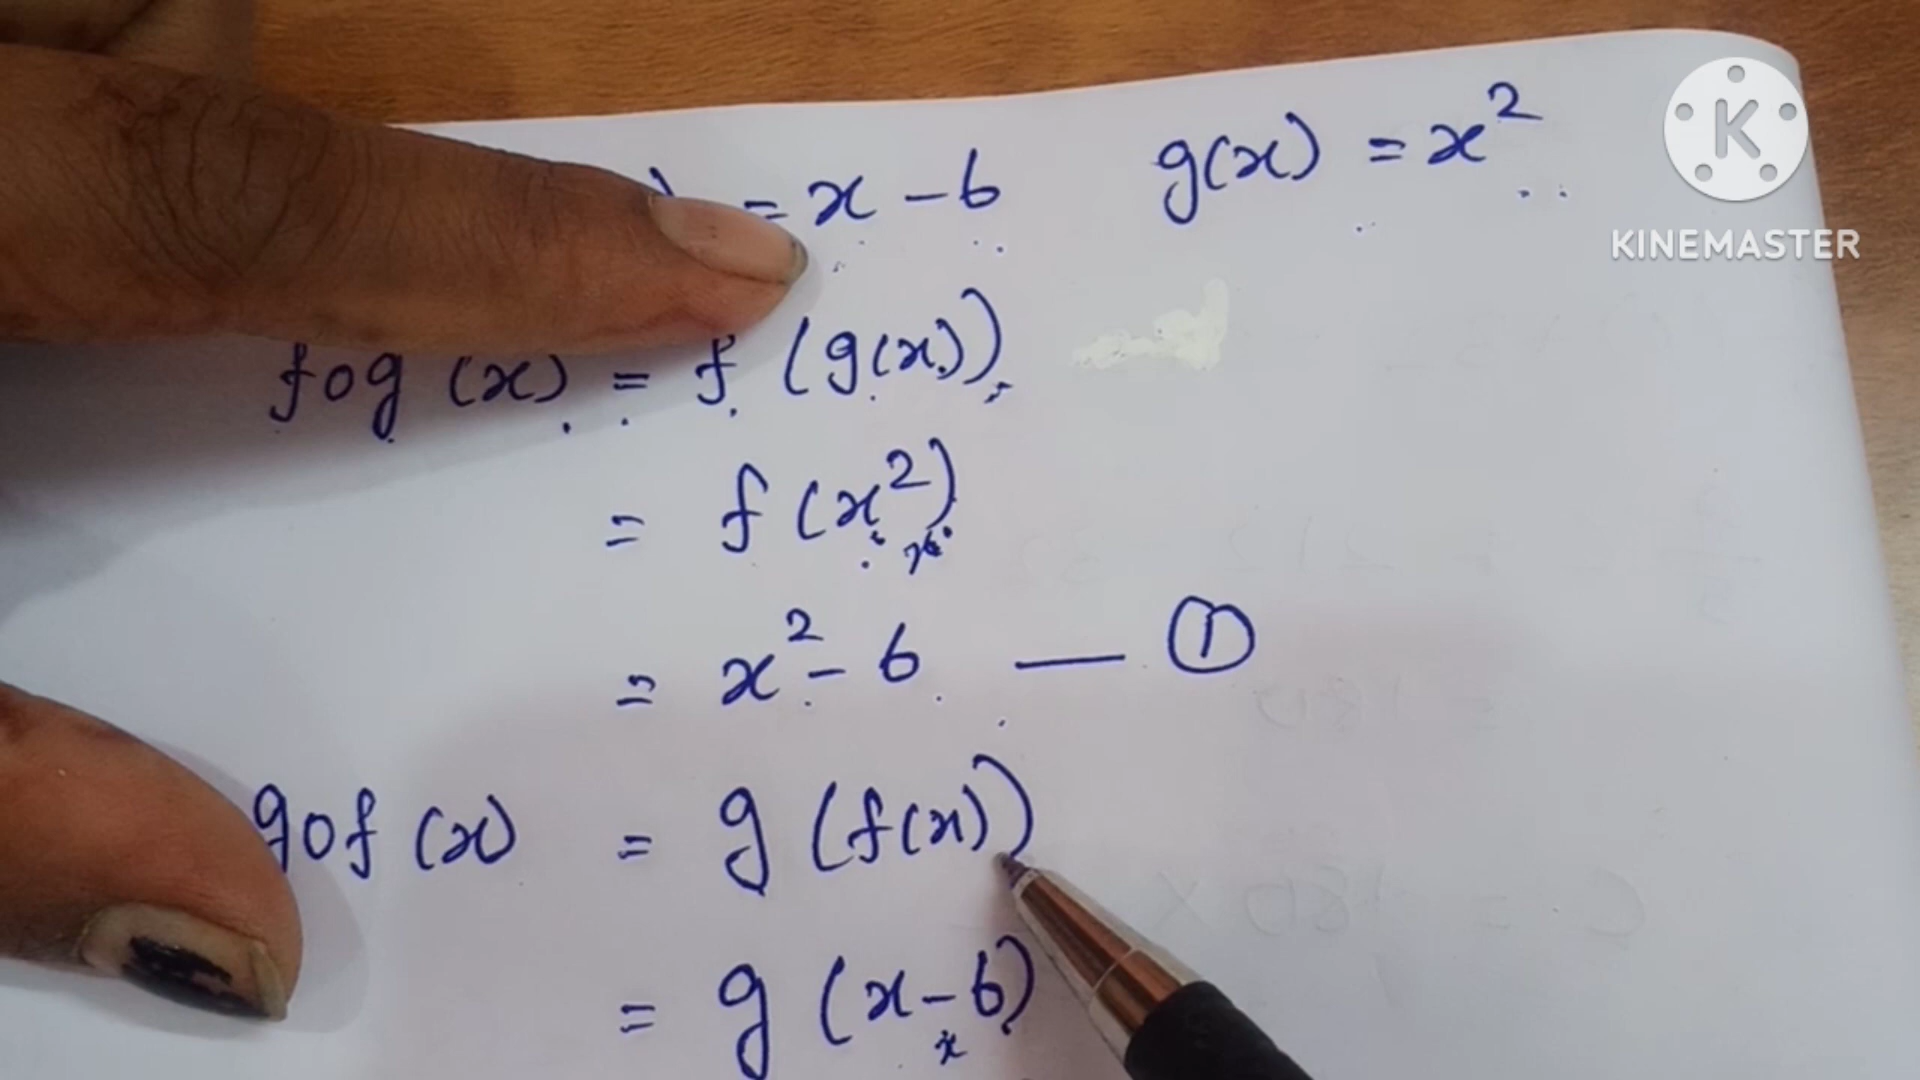 = x - 6 g(x) = x²
KINEMASTER
fog (x) = f (g(x))
= f (x²)
= x² - 6 — ①
gof (x) = g (f(x))
= g (x-6)